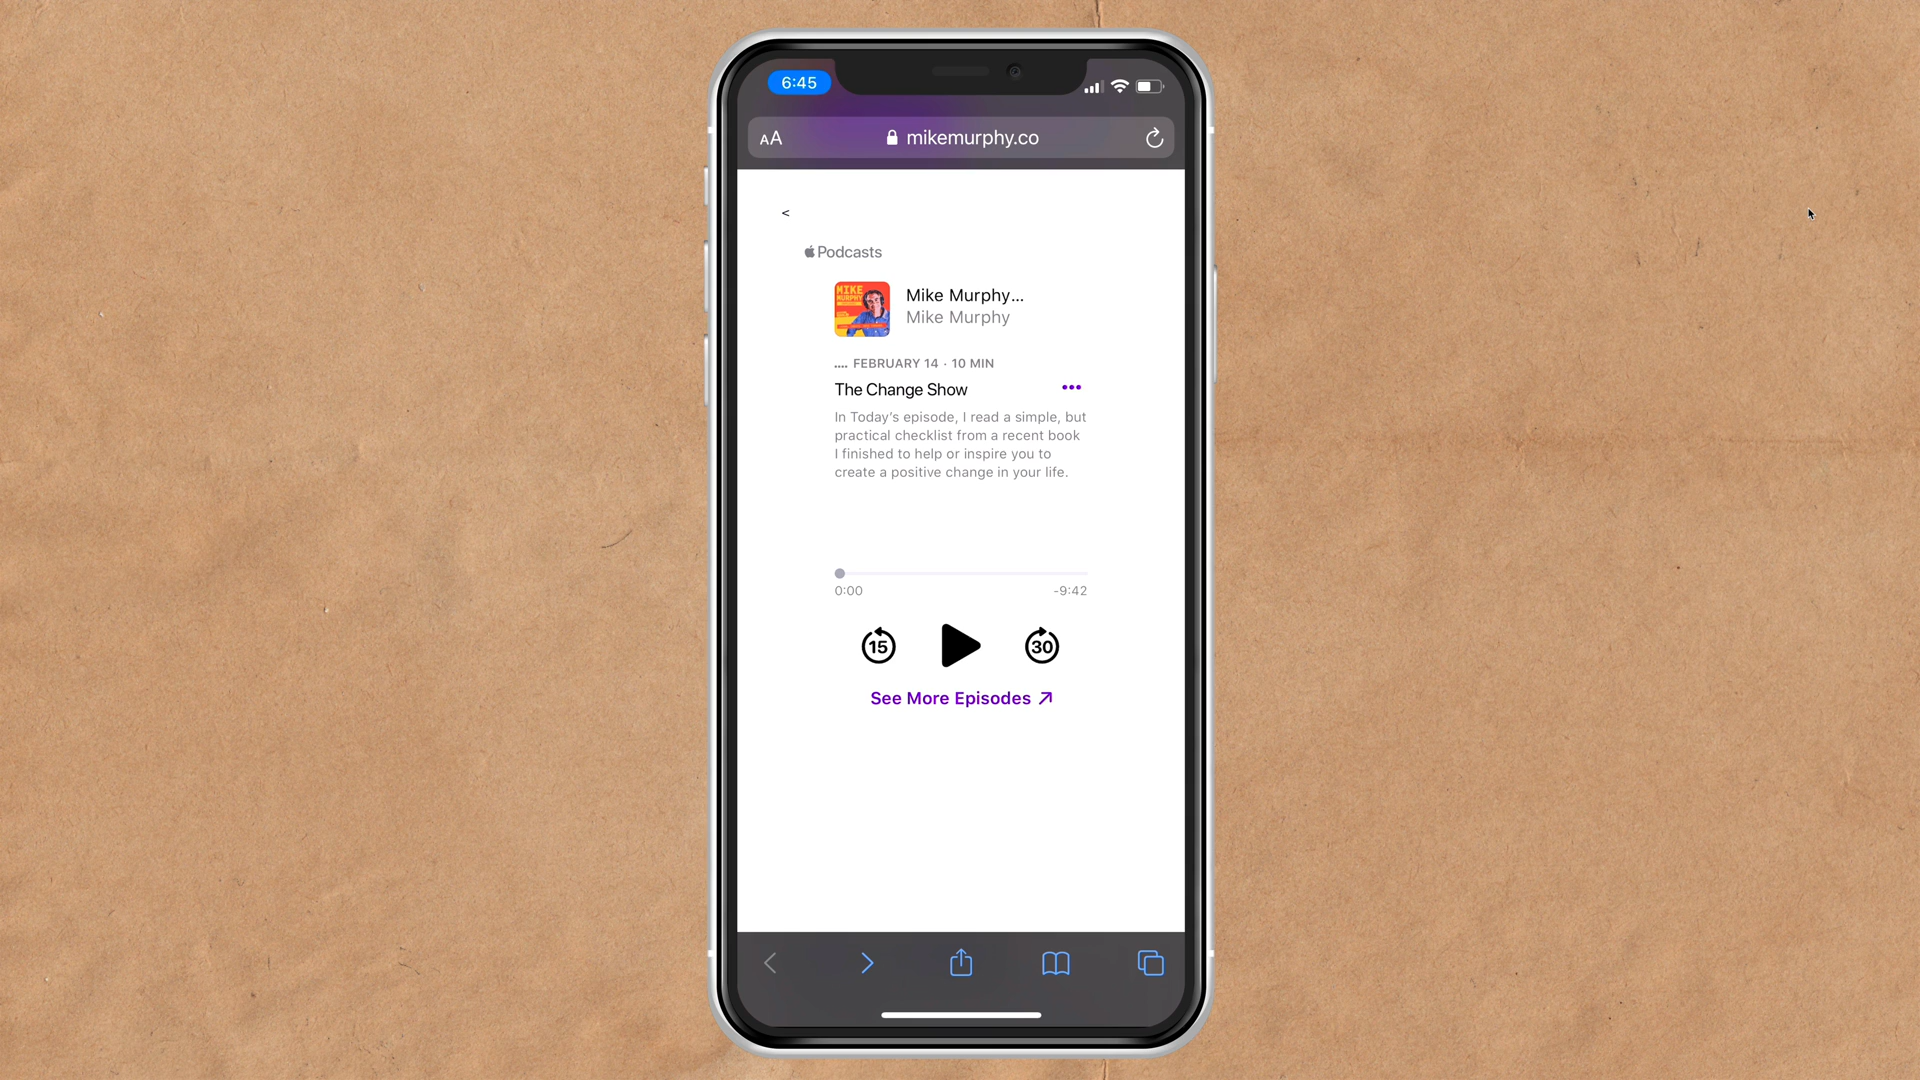 6:45
AA
mikemurphy.co
<
Podcasts
MIKE
MURPHY
Mike Murphy...
Mike Murphy
.... FEBRUARY 14 · 10 MIN
The Change Show
In Today's episode, I read a simple, but
practical checklist from a recent book
I finished to help or inspire you to
create a positive change in your life.
0:00
-9:42
15
30
See More Episodes